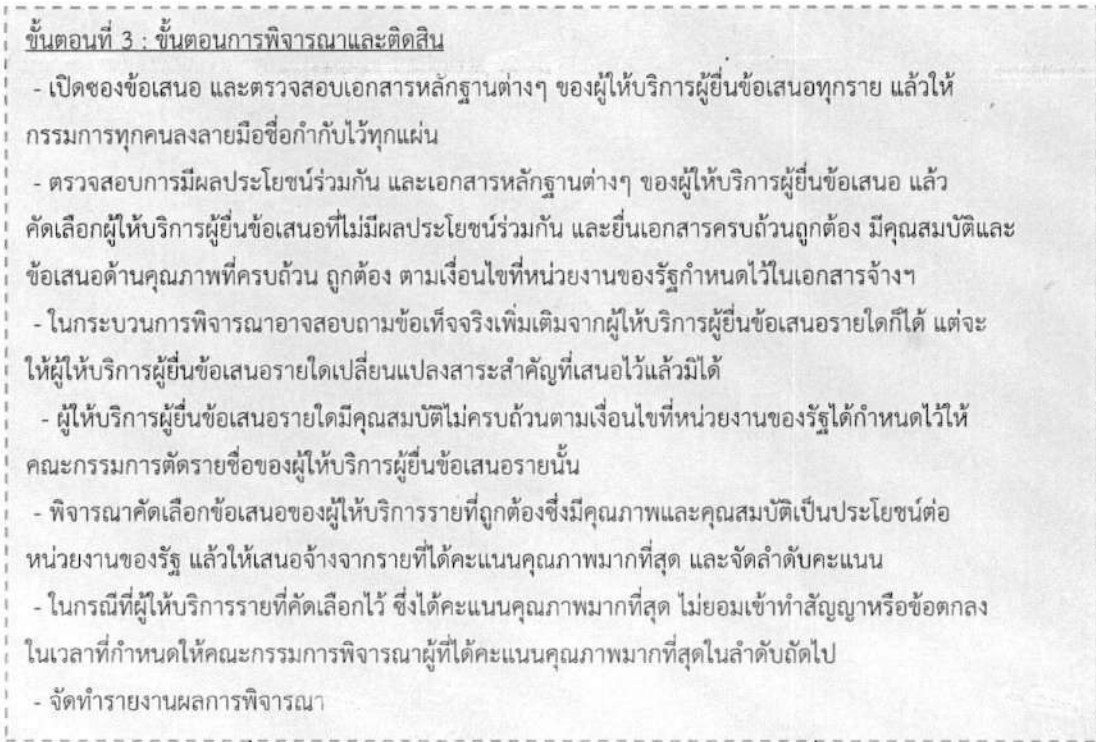 ขั้นตอนที่ 3 : ขั้นตอนการพิจารณาและติดสิน
- เปิดซองข้อเสนอ และตรวจสอบเอกสารหลักฐานต่างๆ ของผู้ให้บริการผู้ยื่นข้อเสนอทุกราย แล้วให้
กรรมการทุกคนลงลายมือชื่อกำกับไว้ทุกแผ่น
- ตรวจสอบการมีผลประโยชน์ร่วมกัน และเอกสารหลักฐานต่างๆ ของผู้ให้บริการผู้ยื่นข้อเสนอ แล้ว
คัดเลือกผู้ให้บริการผู้ยื่นข้อเสนอที่ไม่มีผลประโยชน์ร่วมกัน และยื่นเอกสารครบถ้วนถูกต้อง มีคุณสมบัติและ
ข้อเสนอด้านคุณภาพที่ครบถ้วน ถูกต้อง ตามเงื่อนไขที่หน่วยงานของรัฐกำหนดไว้ในเอกสารจ้างฯ
- ในกระบวนการพิจารณาอาจสอบถามข้อเท็จจริงเพิ่มเติมจากผู้ให้บริการผู้ยื่นข้อเสนอรายใดก็ได้ แต่จะ
ให้ผู้ให้บริการผู้ยื่นข้อเสนอรายใดเปลี่ยนแปลงสาระสำคัญที่เสนอไว้แล้วมิได้
- ผู้ให้บริการผู้ยื่นข้อเสนอรายใดมีคุณสมบัติไม่ครบถ้วนตามเงื่อนไขที่หน่วยงานของรัฐได้กำหนดไว้ให้
คณะกรรมการตัดรายชื่อของผู้ให้บริการผู้ยื่นข้อเสนอรายนั้น
- พิจารณาคัดเลือกข้อเสนอของผู้ให้บริการรายที่ถูกต้องซึ่งมีคุณภาพและคุณสมบัติเป็นประโยชน์ต่อ
หน่วยงานของรัฐ แล้วให้เสนอจ้างจากรายที่ได้คะแนนคุณภาพมากที่สุด และจัดลำดับคะแนน
- ในกรณีที่ผู้ให้บริการรายที่คัดเลือกไว้ ซึ่งได้คะแนนคุณภาพมากที่สุด ไม่ยอมเข้าทำสัญญาหรือข้อตกลง
ในเวลาที่กำหนดให้คณะกรรมการพิจารณาผู้ที่ได้คะแนนคุณภาพมากที่สุดในลำดับถัดไป
- จัดทำรายงานผลการพิจารณา